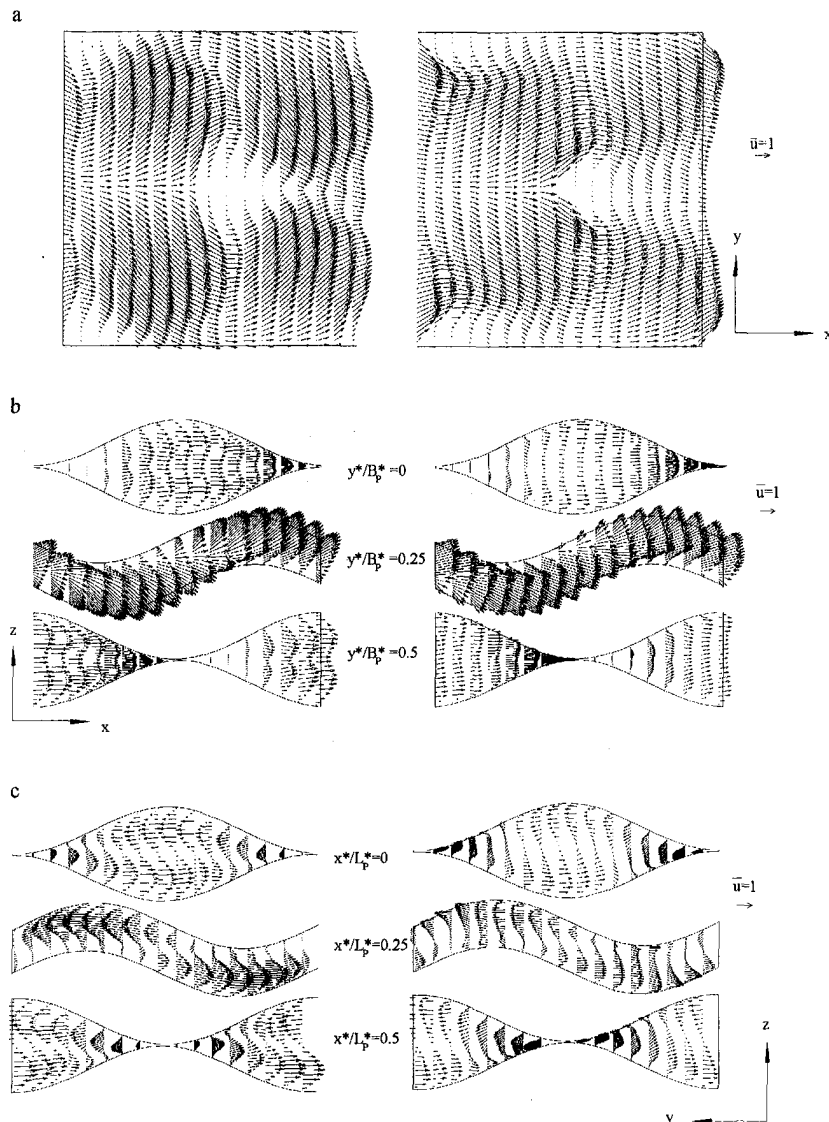 a
ū=1
y
x
b
y*/B*ₚ=0
ū=1
y*/B*ₚ=0.25
z
y*/B*ₚ=0.5
x
c
x*/L*ₚ=0
ū=1
x*/L*ₚ=0.25
x*/L*ₚ=0.5
z
y